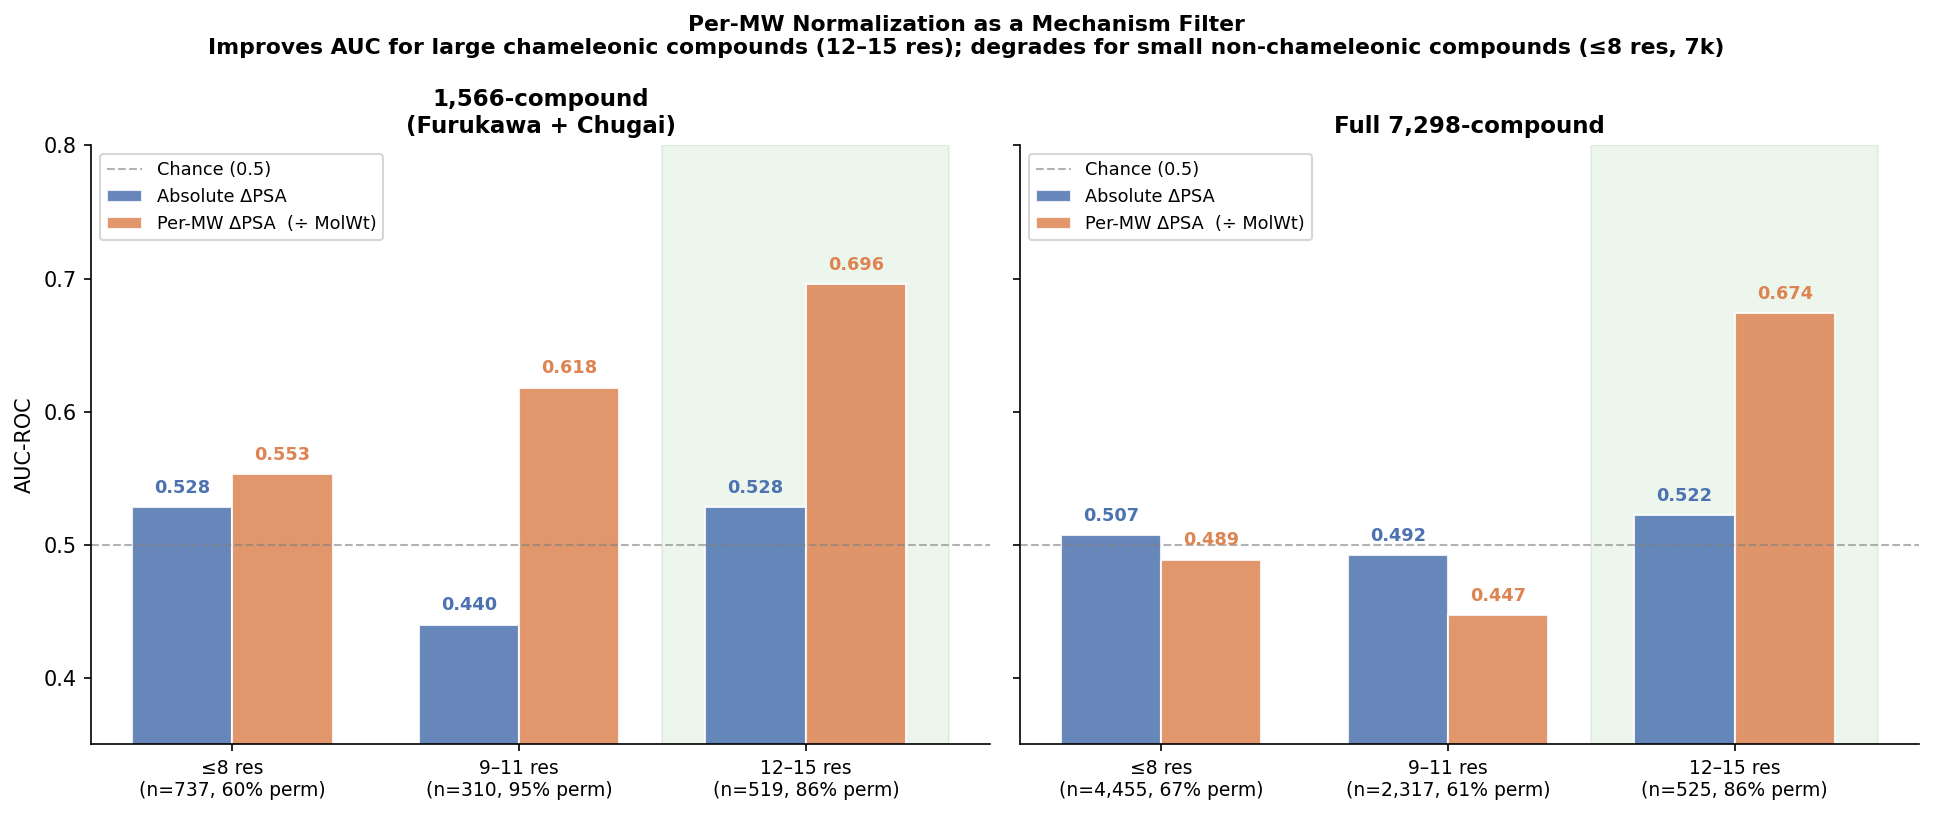 Per-MW Normalization as a Mechanism Filter
Improves AUC for large chameleonic compounds (12–15 res); degrades for small non-chameleonic compounds (≤8 res, 7k)
1,566-compound
(Furukawa + Chugai)
AUC-ROC
0.8
0.7
0.6
0.5
0.4
Chance (0.5)
Absolute ΔPSA
Per-MW ΔPSA (÷ MolWt)
0.528
0.553
0.440
0.618
0.528
0.696
≤8 res
(n=737, 60% perm)
9–11 res
(n=310, 95% perm)
12–15 res
(n=519, 86% perm)
Full 7,298-compound
Chance (0.5)
Absolute ΔPSA
Per-MW ΔPSA (÷ MolWt)
0.507
0.489
0.492
0.447
0.522
0.674
≤8 res
(n=4,455, 67% perm)
9–11 res
(n=2,317, 61% perm)
12–15 res
(n=525, 86% perm)